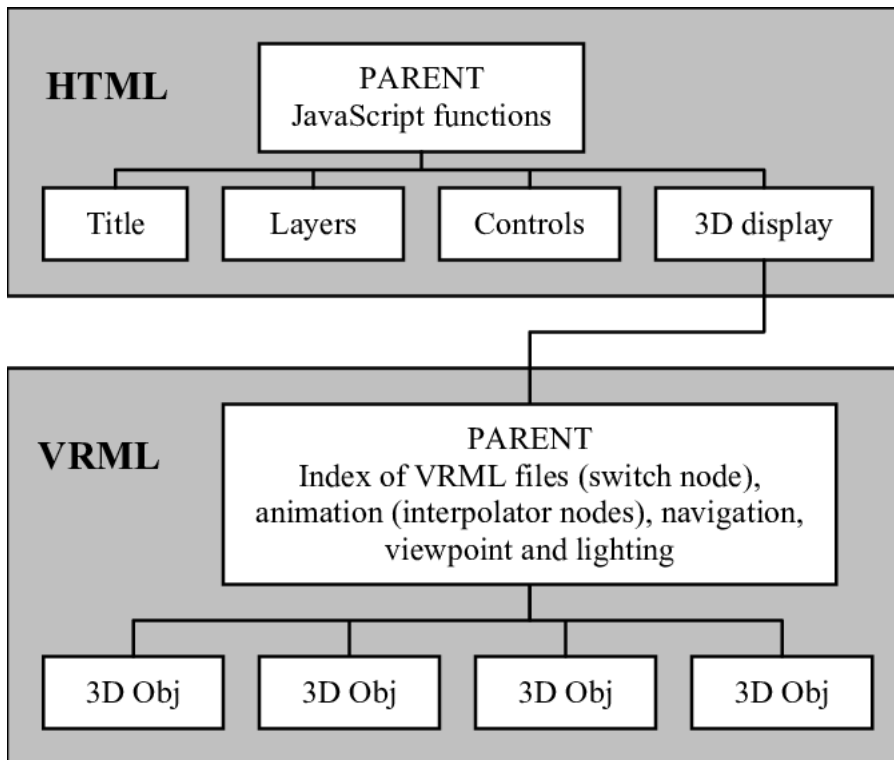 HTML
PARENT
JavaScript functions
Title
Layers
Controls
3D display
VRML
PARENT
Index of VRML files (switch node),
animation (interpolator nodes), navigation,
viewpoint and lighting
3D Obj
3D Obj
3D Obj
3D Obj